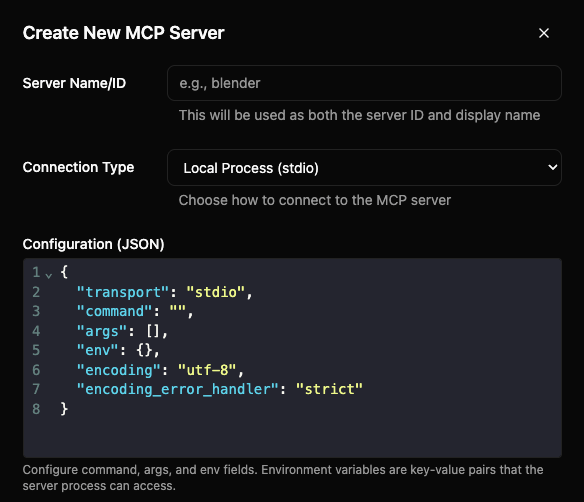 Create New MCP Server
Server Name/ID
e.g., blender
This will be used as both the server ID and display name
Connection Type
Local Process (stdio)
Choose how to connect to the MCP server
Configuration (JSON)
1 {
2   "transport": "stdio",
3   "command": "",
4   "args": [],
5   "env": {},
6   "encoding": "utf-8",
7   "encoding_error_handler": "strict"
8 }
Configure command, args, and env fields. Environment variables are key-value pairs that the
server process can access.